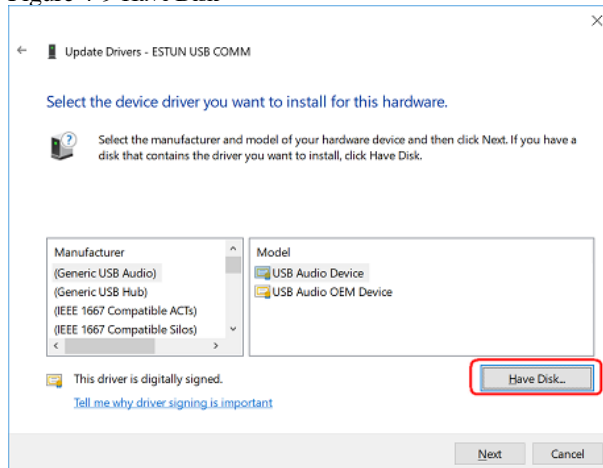 Update Drivers - ESTUN USB COMM
Select the device driver you want to install for this hardware.
Select the manufacturer and model of your hardware device and then click Next. If you have a
disk that contains the driver you want to install, click Have Disk.
Manufacturer
(Generic USB Audio)
(Generic USB Hub)
(IEEE 1667 Compatible ACTs)
(IEEE 1667 Compatible Silos)
Model
USB Audio Device
USB Audio OEM Device
This driver is digitally signed.
Tell me why driver signing is important
Have Disk...
Next
Cancel